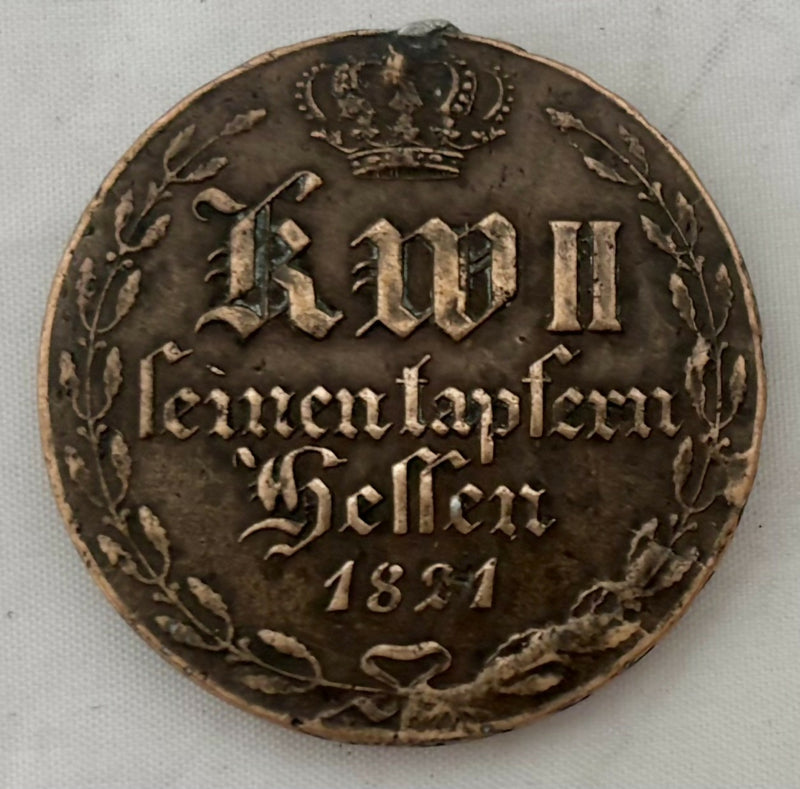 KW II
seinen tapfern
Hessen
1821